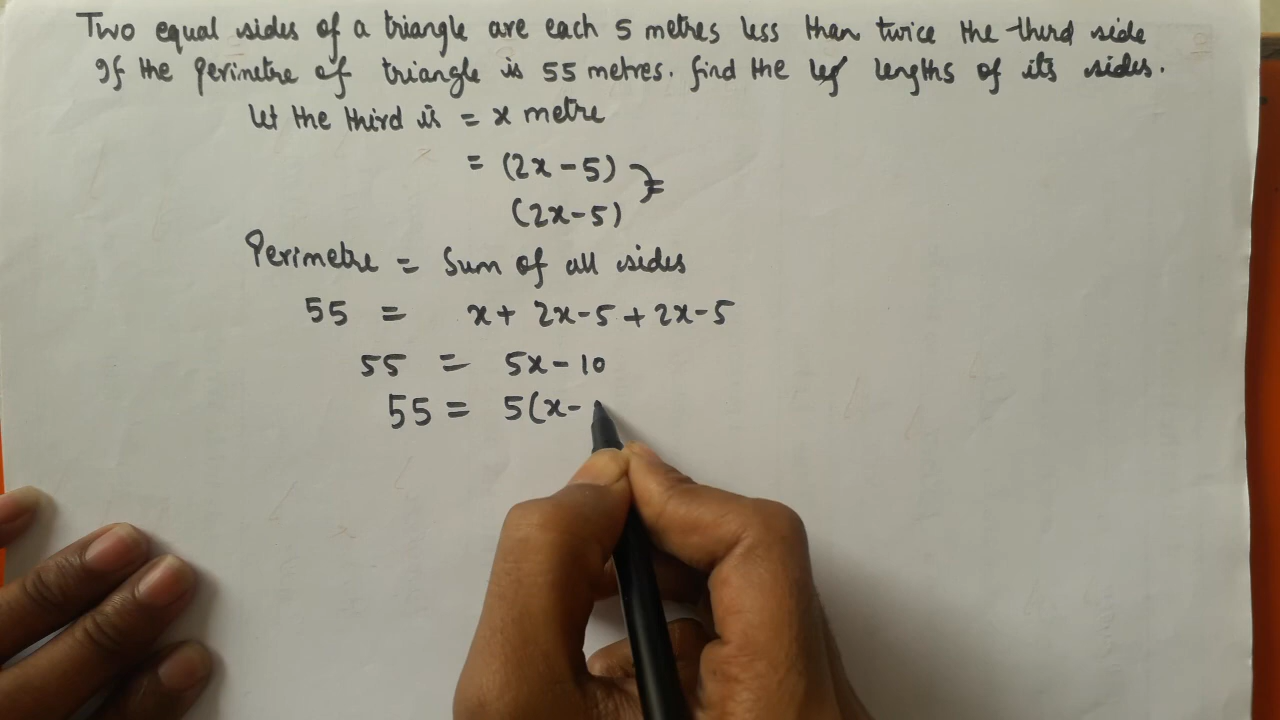 Two equal sides of a triangle are each 5 metres less than twice the third side
If the Perimetre of triangle is 55 metres. find the lengths of its sides.
let the third is = x metre
= (2x - 5)
(2x - 5) =
Perimetre = Sum of all sides
55 = x + 2x - 5 + 2x - 5
55 = 5x - 10
55 = 5(x -